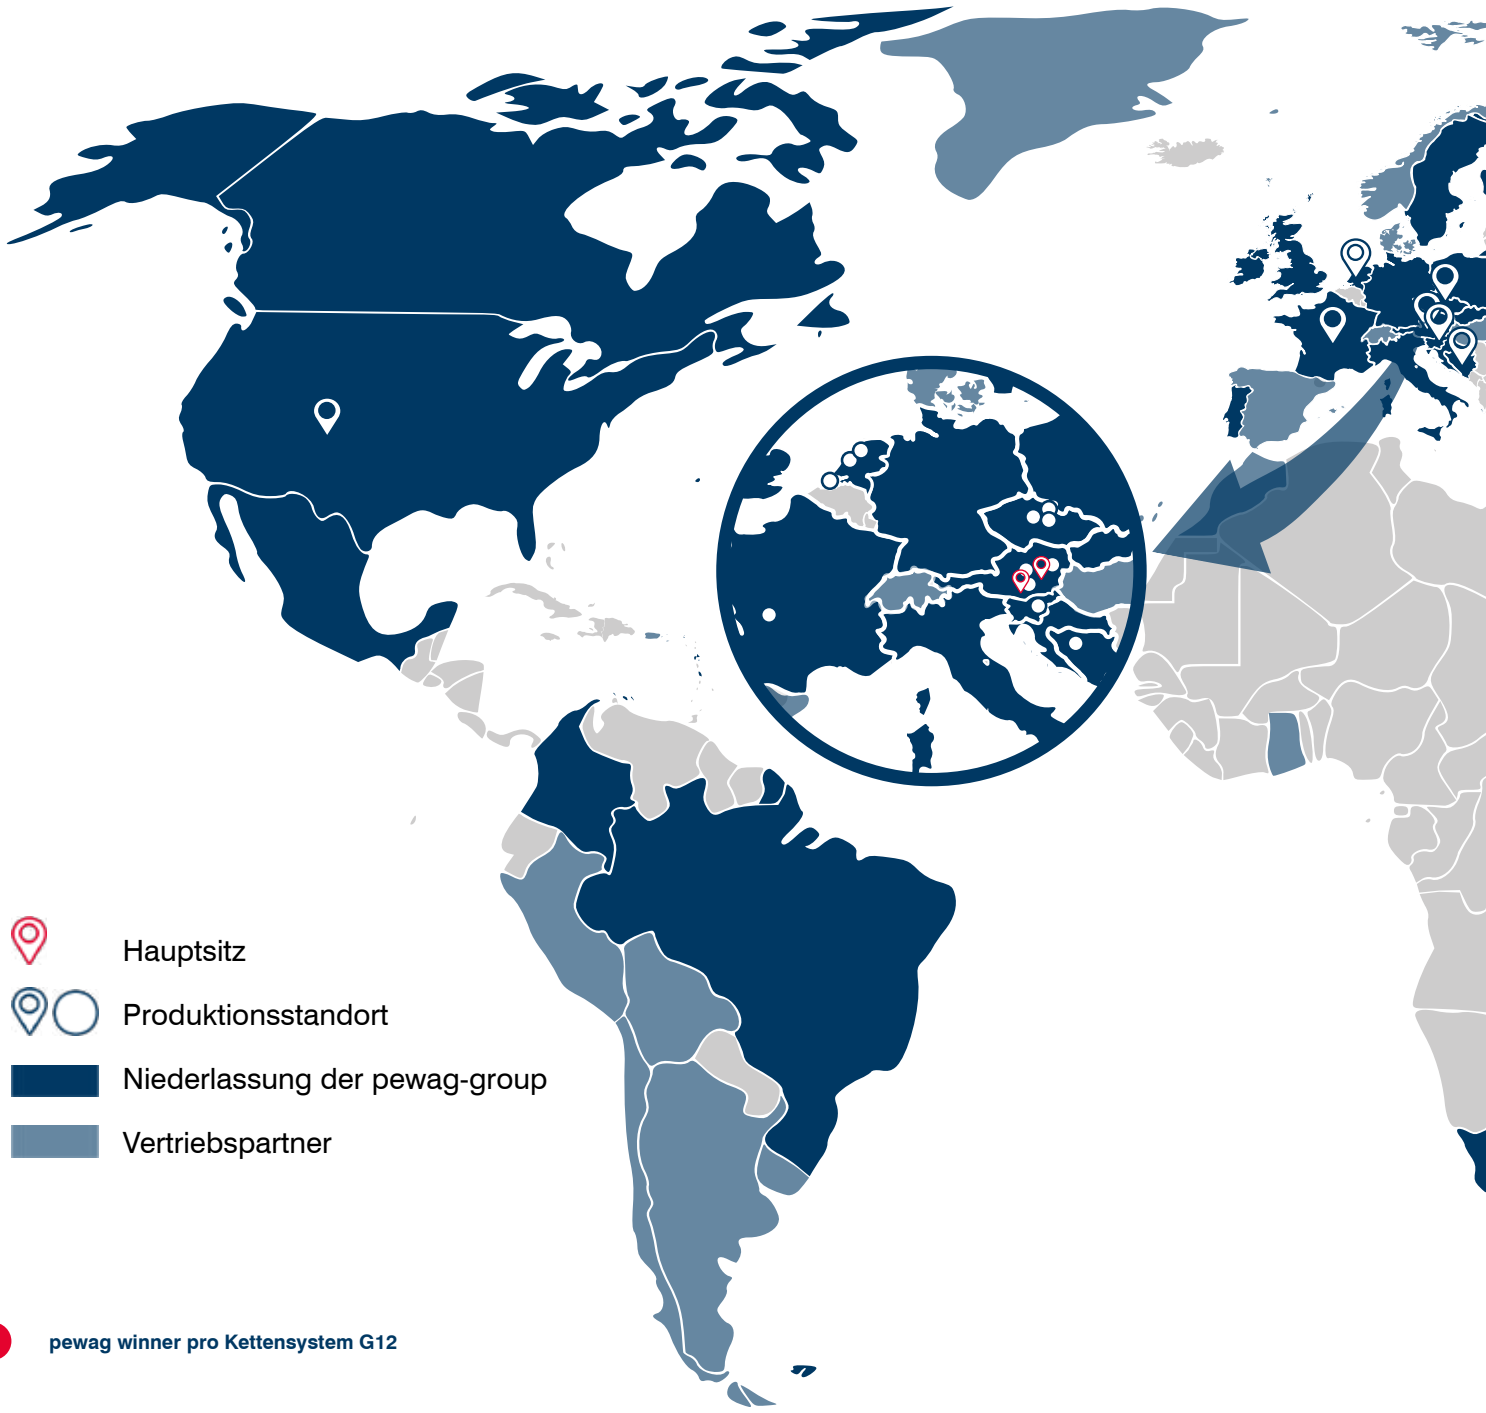 Hauptsitz
Produktionsstandort
Niederlassung der pewag-group
Vertriebspartner
pewag winner pro Kettensystem G12